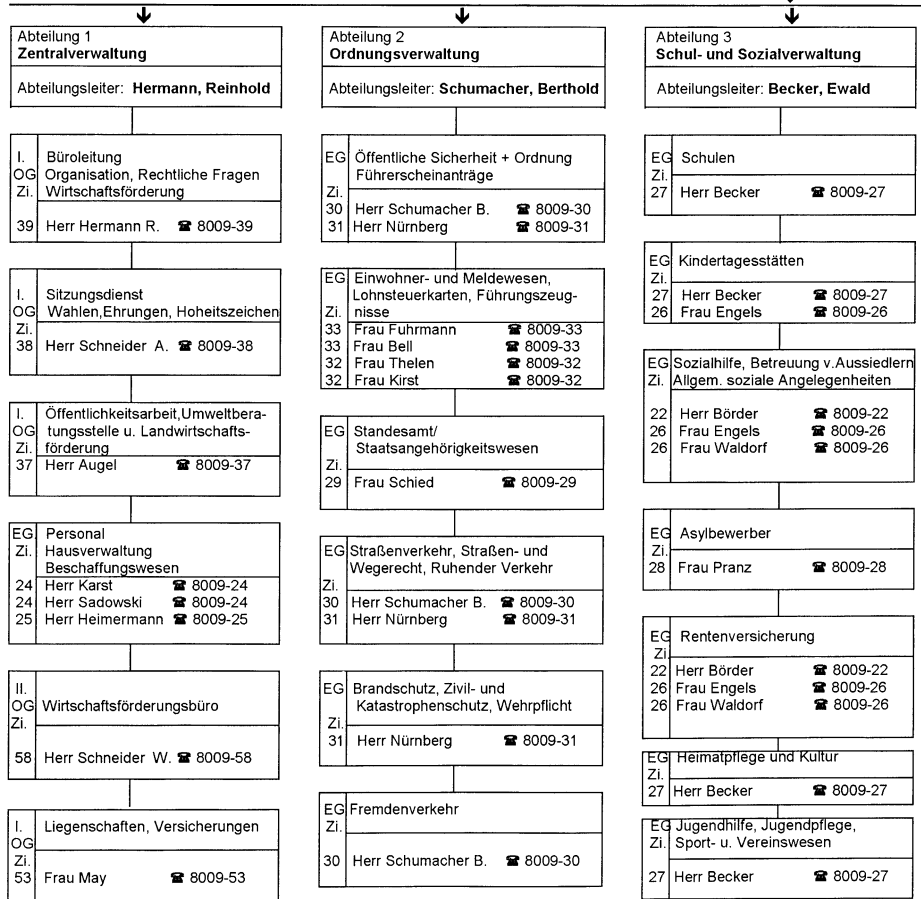 Abteilung 1
Zentralverwaltung
Abteilungsleiter: Hermann, Reinhold
I. Büroleitung
OG Organisation, Rechtliche Fragen
Zi. Wirtschaftsförderung
39 Herr Hermann R. ☎ 8009-39
I. Sitzungsdienst
OG Wahlen,Ehrungen, Hoheitszeichen
Zi.
38 Herr Schneider A. ☎ 8009-38
I. Öffentlichkeitsarbeit,Umweltbera-
OG tungsstelle u. Landwirtschafts-
Zi. förderung
37 Herr Augel ☎ 8009-37
EG Personal
Zi. Hausverwaltung
Beschaffungswesen
24 Herr Karst ☎ 8009-24
24 Herr Sadowski ☎ 8009-24
25 Herr Heimermann ☎ 8009-25
II.
OG Wirtschaftsförderungsbüro
Zi.
58 Herr Schneider W. ☎ 8009-58
I. Liegenschaften, Versicherungen
OG
Zi.
53 Frau May ☎ 8009-53
Abteilung 2
Ordnungsverwaltung
Abteilungsleiter: Schumacher, Berthold
EG Öffentliche Sicherheit + Ordnung
Führerscheinanträge
Zi.
30 Herr Schumacher B. ☎ 8009-30
31 Herr Nürnberg ☎ 8009-31
EG Einwohner- und Meldewesen,
Lohnsteuerkarten, Führungszeug-
Zi. nisse
33 Frau Fuhrmann ☎ 8009-33
33 Frau Bell ☎ 8009-33
32 Frau Thelen ☎ 8009-32
32 Frau Kirst ☎ 8009-32
EG Standesamt/
Staatsangehörigkeitswesen
Zi.
29 Frau Schied ☎ 8009-29
EG Straßenverkehr, Straßen- und
Wegerecht, Ruhender Verkehr
Zi.
30 Herr Schumacher B. ☎ 8009-30
31 Herr Nürnberg ☎ 8009-31
EG Brandschutz, Zivil- und
Katastrophenschutz, Wehrpflicht
Zi.
31 Herr Nürnberg ☎ 8009-31
EG Fremdenverkehr
Zi.
30 Herr Schumacher B. ☎ 8009-30
Abteilung 3
Schul- und Sozialverwaltung
Abteilungsleiter: Becker, Ewald
EG Schulen
Zi.
27 Herr Becker ☎ 8009-27
EG Kindertagesstätten
Zi.
27 Herr Becker ☎ 8009-27
26 Frau Engels ☎ 8009-26
EG Sozialhilfe, Betreuung v.Aussiedlern
Zi. Allgem. soziale Angelegenheiten
22 Herr Börder ☎ 8009-22
26 Frau Engels ☎ 8009-26
26 Frau Waldorf ☎ 8009-26
EG Asylbewerber
Zi.
28 Frau Pranz ☎ 8009-28
EG Rentenversicherung
Zi.
22 Herr Börder ☎ 8009-22
26 Frau Engels ☎ 8009-26
26 Frau Waldorf ☎ 8009-26
EG Heimatpflege und Kultur
Zi.
27 Herr Becker ☎ 8009-27
EG Jugendhilfe, Jugendpflege,
Zi. Sport- u. Vereinswesen
27 Herr Becker ☎ 8009-27